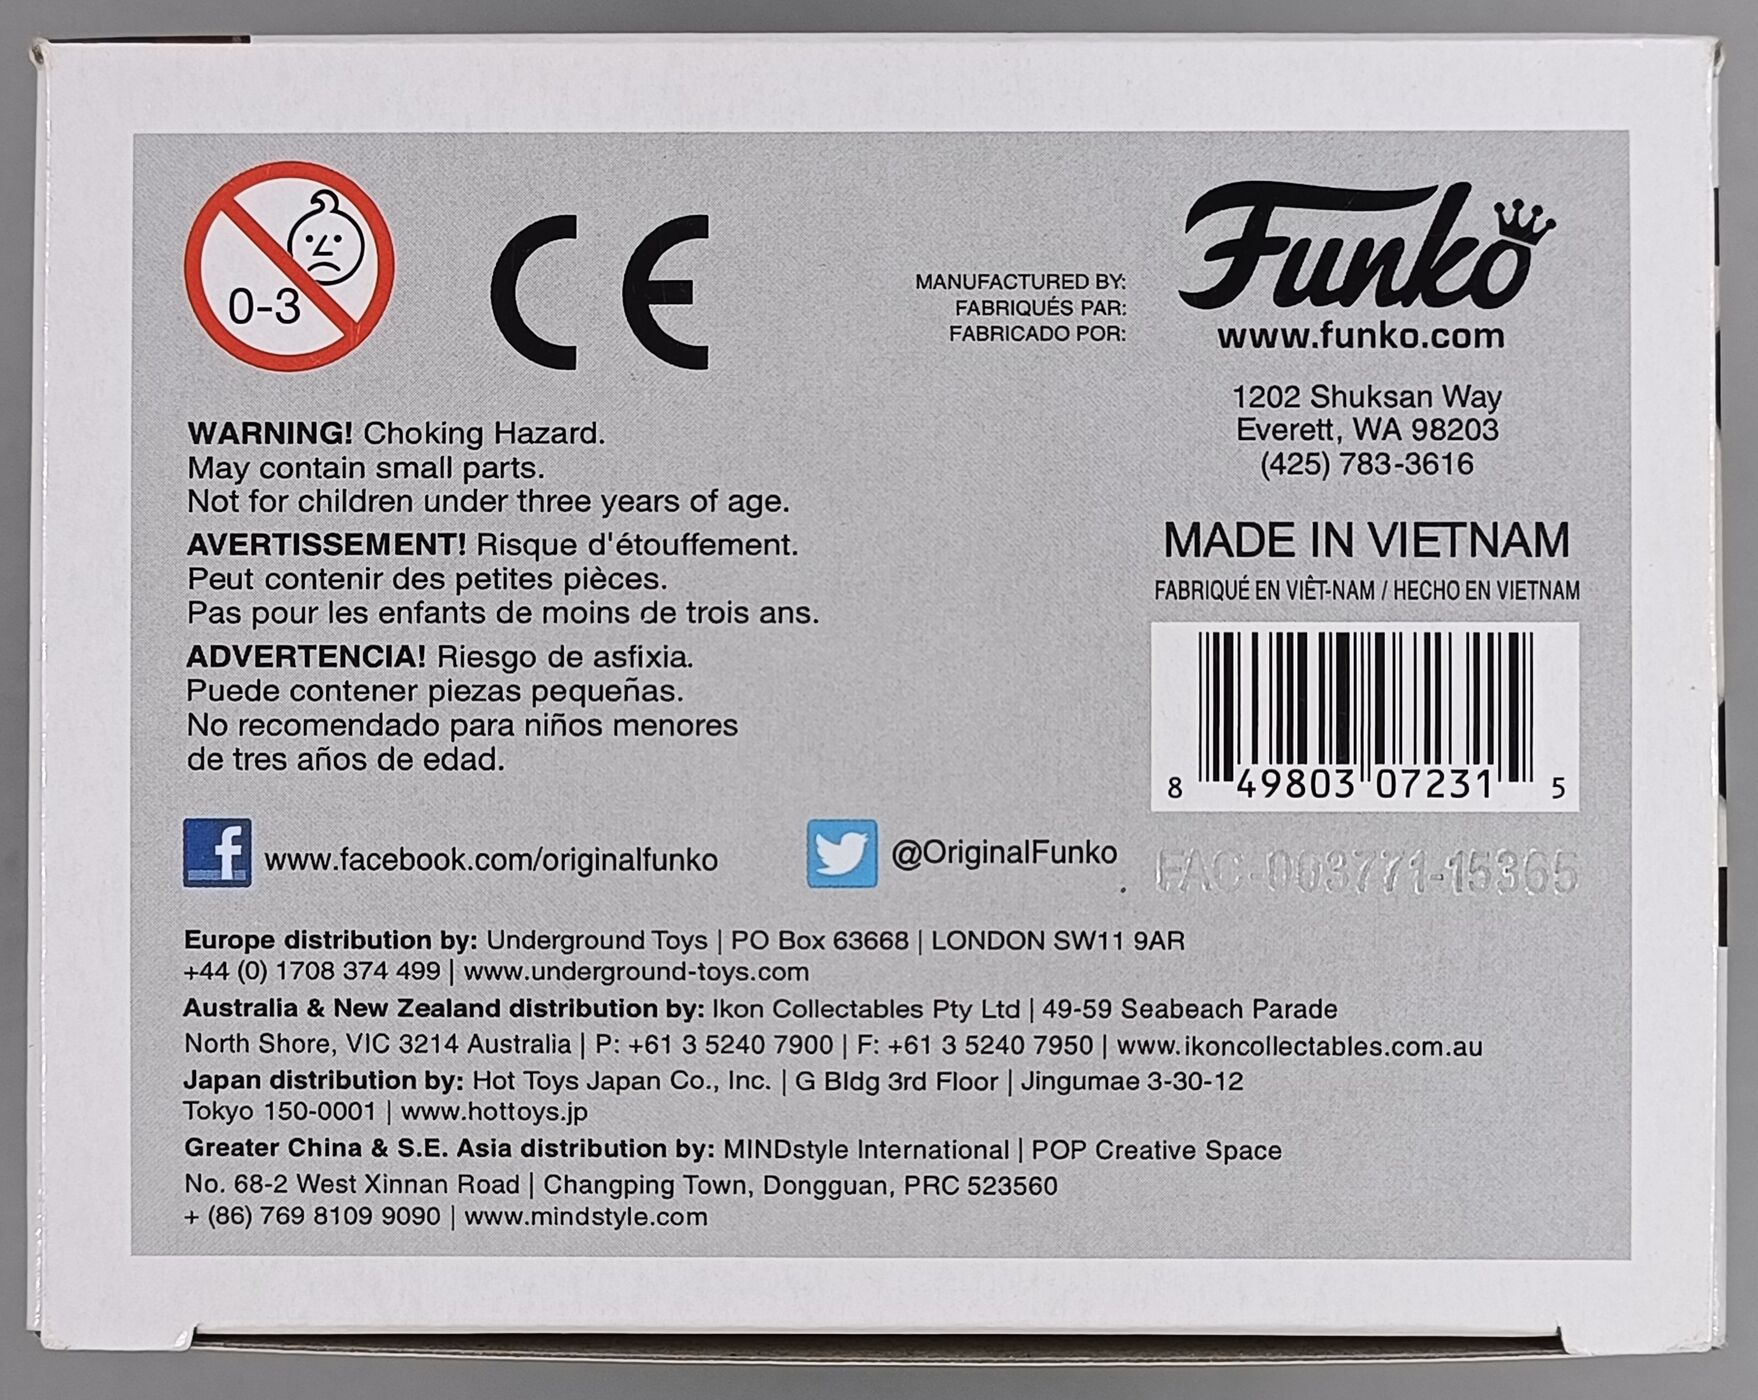 0-3
CE
MANUFACTURED BY:
FABRIQUÉS PAR:
FABRICADO POR:
Funko
www.funko.com
1202 Shuksan Way
Everett, WA 98203
(425) 783-3616
MADE IN VIETNAM
FABRIQUÉ EN VIÊT-NAM / HECHO EN VIETNAM
8 49803 07231 5
FAC-003771-15365
WARNING! Choking Hazard.
May contain small parts.
Not for children under three years of age.
AVERTISSEMENT! Risque d'étouffement.
Peut contenir des petites pièces.
Pas pour les enfants de moins de trois ans.
ADVERTENCIA! Riesgo de asfixia.
Puede contener piezas pequeñas.
No recomendado para niños menores
de tres años de edad.
f www.facebook.com/originalfunko
@OriginalFunko
Europe distribution by: Underground Toys | PO Box 63668 | LONDON SW11 9AR
+44 (0) 1708 374 499 | www.underground-toys.com
Australia & New Zealand distribution by: Ikon Collectables Pty Ltd | 49-59 Seabeach Parade
North Shore, VIC 3214 Australia | P: +61 3 5240 7900 | F: +61 3 5240 7950 | www.ikoncollectables.com.au
Japan distribution by: Hot Toys Japan Co., Inc. | G Bldg 3rd Floor | Jingumae 3-30-12
Tokyo 150-0001 | www.hottoys.jp
Greater China & S.E. Asia distribution by: MINDstyle International | POP Creative Space
No. 68-2 West Xinnan Road | Changping Town, Dongguan, PRC 523560
+ (86) 769 8109 9090 | www.mindstyle.com